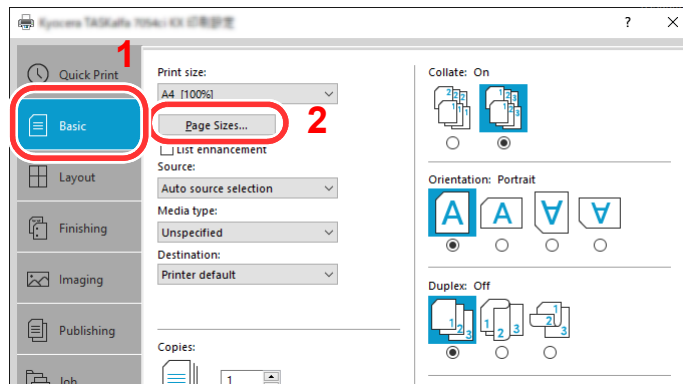 ?
1
Quick Print
Print size:
Collate: On
A4 [100%]
2
Basic
Page Sizes...
List enhancement
Source:
Auto source selection
Layout
Orientation: Portrait
Media type:
Unspecified
Finishing
Destination:
Printer default
Imaging
Duplex: Off
Publishing
Copies:
Job
1